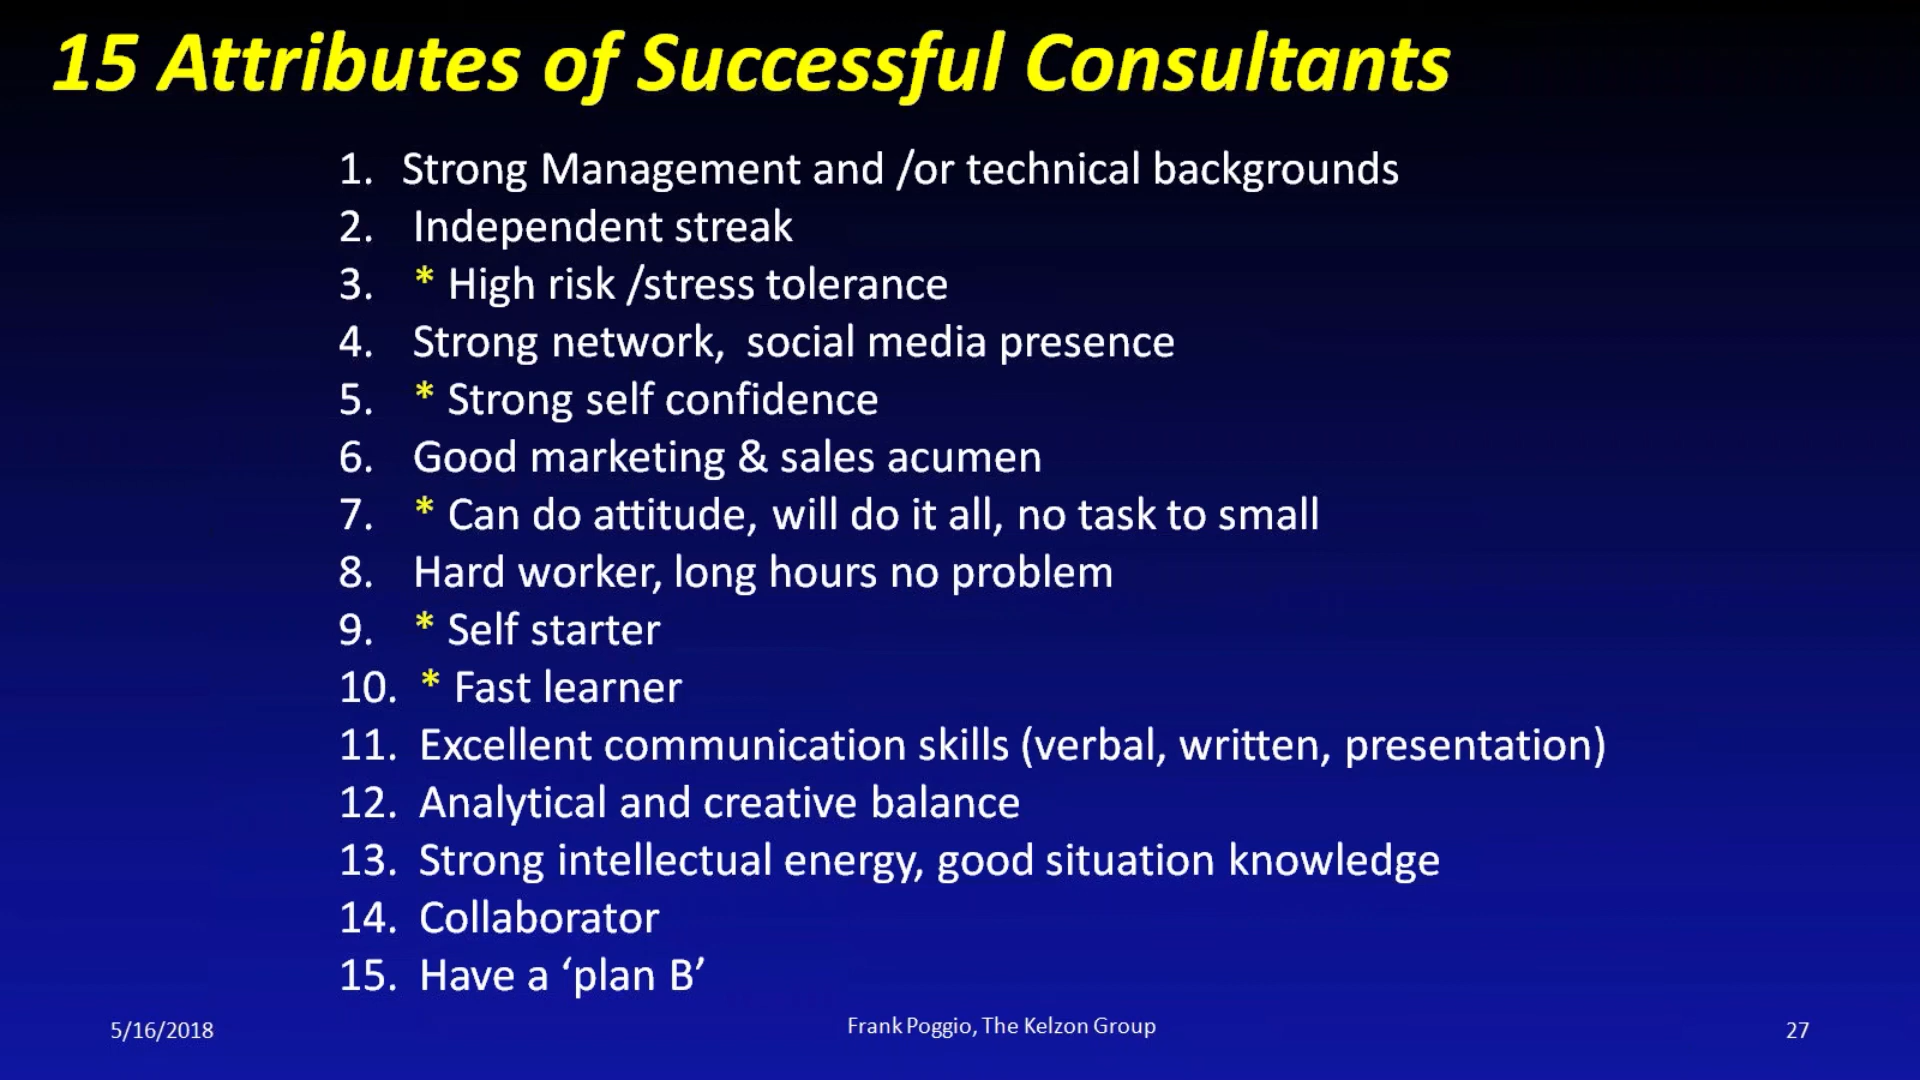 15 Attributes of Successful Consultants
1. Strong Management and /or technical backgrounds
2. Independent streak
3. * High risk /stress tolerance
4. Strong network, social media presence
5. * Strong self confidence
6. Good marketing & sales acumen
7. * Can do attitude, will do it all, no task to small
8. Hard worker, long hours no problem
9. * Self starter
10. * Fast learner
11. Excellent communication skills (verbal, written, presentation)
12. Analytical and creative balance
13. Strong intellectual energy, good situation knowledge
14. Collaborator
15. Have a ‘plan B’
5/16/2018
Frank Poggio, The Kelzon Group
27